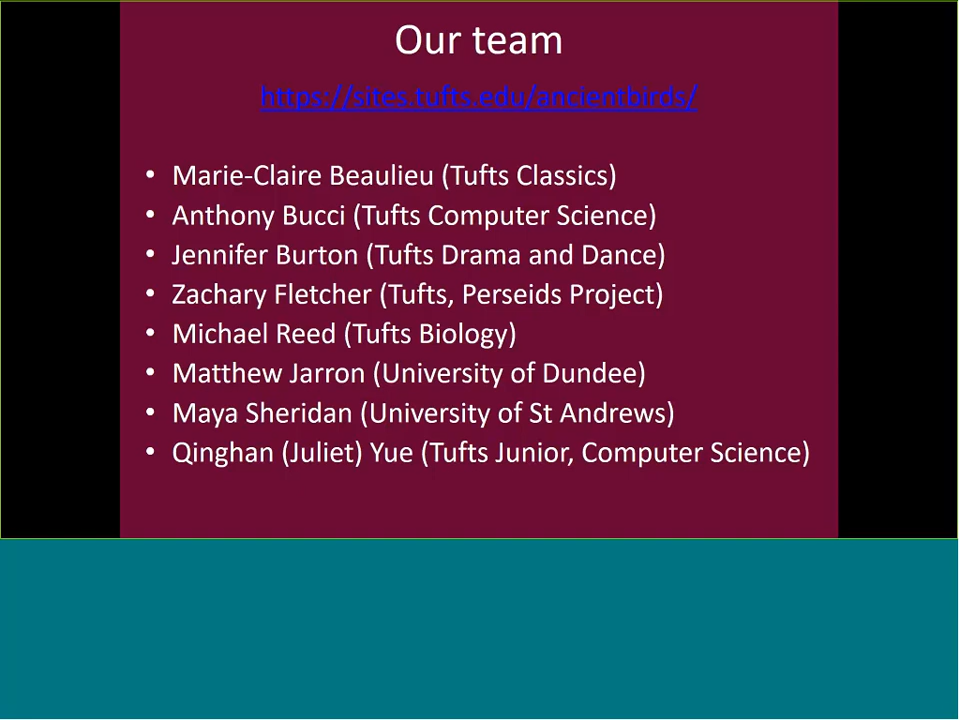 Our team
https://sites.tufts.edu/ancientbirds/
• Marie-Claire Beaulieu (Tufts Classics)
• Anthony Bucci (Tufts Computer Science)
• Jennifer Burton (Tufts Drama and Dance)
• Zachary Fletcher (Tufts, Perseids Project)
• Michael Reed (Tufts Biology)
• Matthew Jarron (University of Dundee)
• Maya Sheridan (University of St Andrews)
• Qinghan (Juliet) Yue (Tufts Junior, Computer Science)